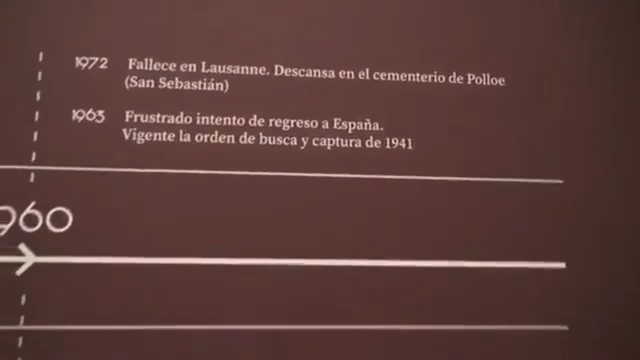 1972 Fallece en Lausanne. Descansa en el cementerio de Polloe
(San Sebastián)
1963 Frustrado intento de regreso a España.
Vigente la orden de busca y captura de 1941
960